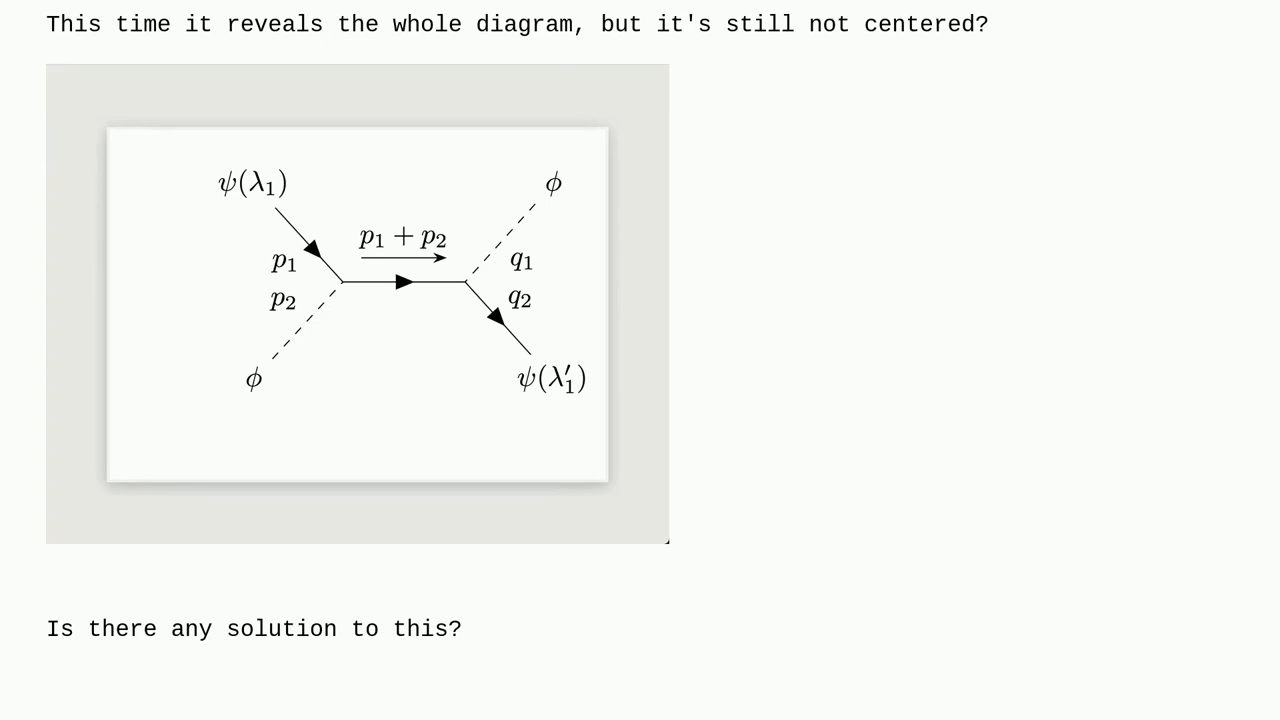 This time it reveals the whole diagram, but it's still not centered?
ψ(λ₁)
ϕ
p₁ + p₂
p₁
q₁
p₂
q₂
ϕ
ψ(λ′₁)
Is there any solution to this?